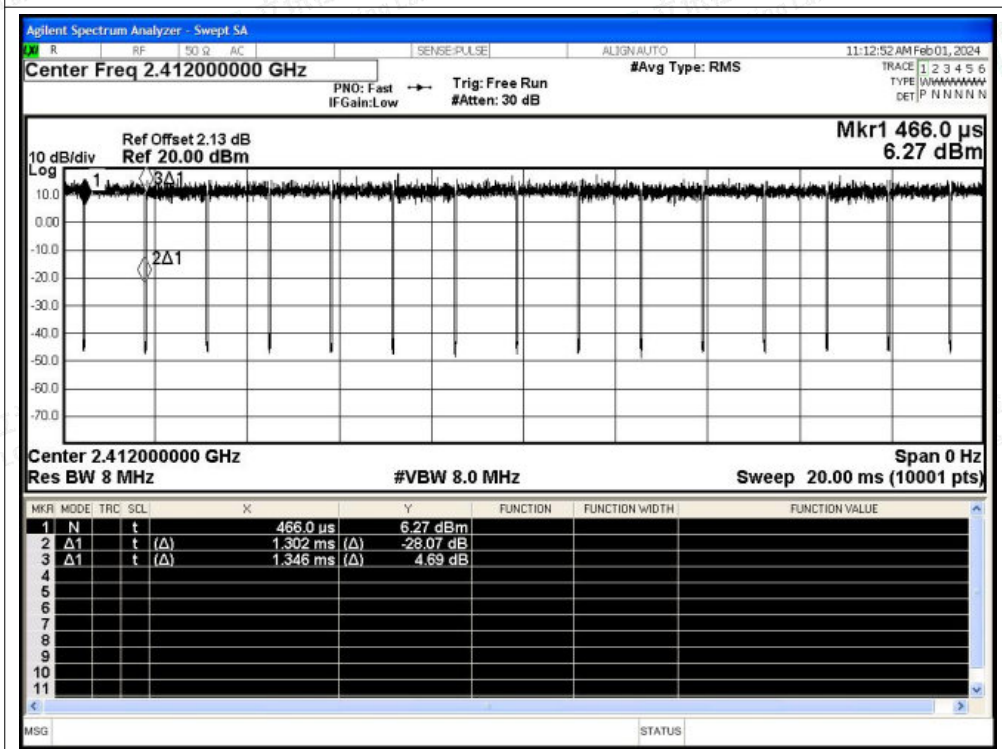 Agilent Spectrum Analyzer - Swept SA
R RF 50 Ω AC SENSE:PULSE ALIGN AUTO 11:12:52 AM Feb 01, 2024
Center Freq 2.412000000 GHz #Avg Type: RMS TRACE 1 2 3 4 5 6
PNO: Fast Trig: Free Run TYPE
IFGain:Low #Atten: 30 dB DET P N N N N N
Mkr1 466.0 µs
Ref Offset 2.13 dB
10 dB/div Ref 20.00 dBm 6.27 dBm
Log
1 3Δ1
10.0
0.00
-10.0
2Δ1
-20.0
-30.0
-40.0
-50.0
-60.0
-70.0
Center 2.412000000 GHz Span 0 Hz
Res BW 8 MHz #VBW 8.0 MHz Sweep 20.00 ms (10001 pts)
MKR MODE TRC SCL X Y FUNCTION FUNCTION WIDTH FUNCTION VALUE
1 N t 466.0 µs 6.27 dBm
2 Δ1 t (Δ) 1.302 ms (Δ) -28.07 dB
3 Δ1 t (Δ) 1.346 ms (Δ) 4.69 dB
4
5
6
7
8
9
10
11
MSG STATUS